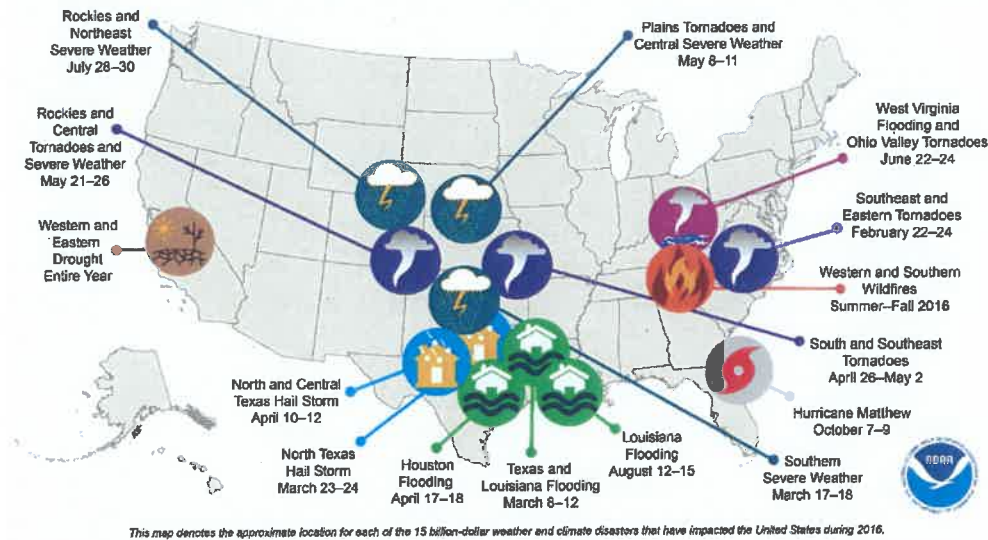 Rockies and
Northeast
Severe Weather
July 28–30
Plains Tornadoes and
Central Severe Weather
May 8–11
Rockies and
Central
Tornadoes and
Severe Weather
May 21–26
West Virginia
Flooding and
Ohio Valley Tornadoes
June 22–24
Southeast and
Eastern Tornadoes
February 22–24
Western and
Eastern
Drought
Entire Year
Western and Southern
Wildfires
Summer–Fall 2016
South and Southeast
Tornadoes
April 26–May 2
North and Central
Texas Hail Storm
April 10–12
Hurricane Matthew
October 7–9
North Texas
Hail Storm
March 23–24
Houston
Flooding
April 17–18
Texas and
Louisiana Flooding
March 8–12
Louisiana
Flooding
August 12–15
Southern
Severe Weather
March 17–18
NOAA
This map denotes the approximate location for each of the 15 billion-dollar weather and climate disasters that have impacted the United States during 2016.